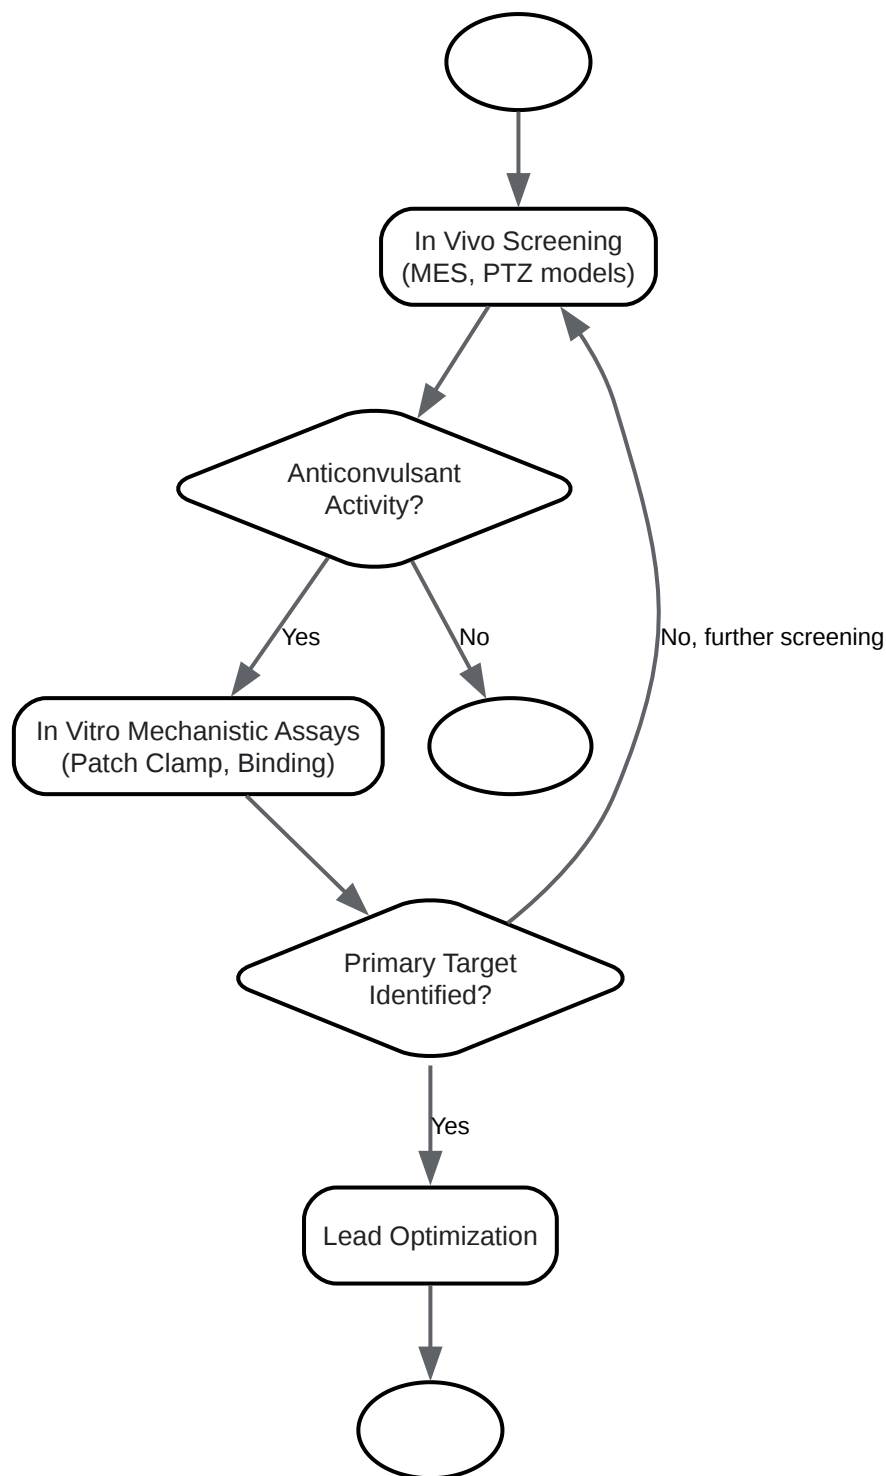 In Vivo Screening
(MES, PTZ models)
Anticonvulsant
Activity?
Yes
No
No, further screening
In Vitro Mechanistic Assays
(Patch Clamp, Binding)
Primary Target
Identified?
Yes
Lead Optimization